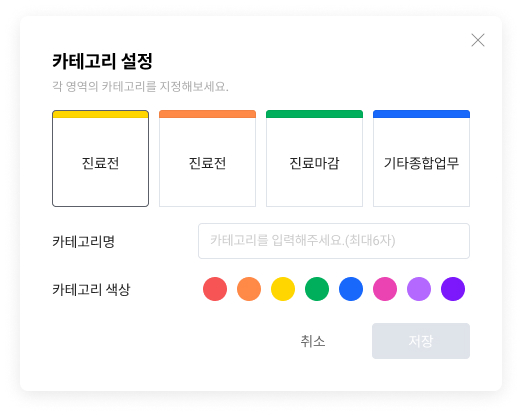 카테고리 설정
각 영역의 카테고리를 지정해보세요.
진료전
진료전
진료마감
기타종합업무
카테고리명
카테고리를 입력해주세요.(최대6자)
카테고리 색상
취소
저장